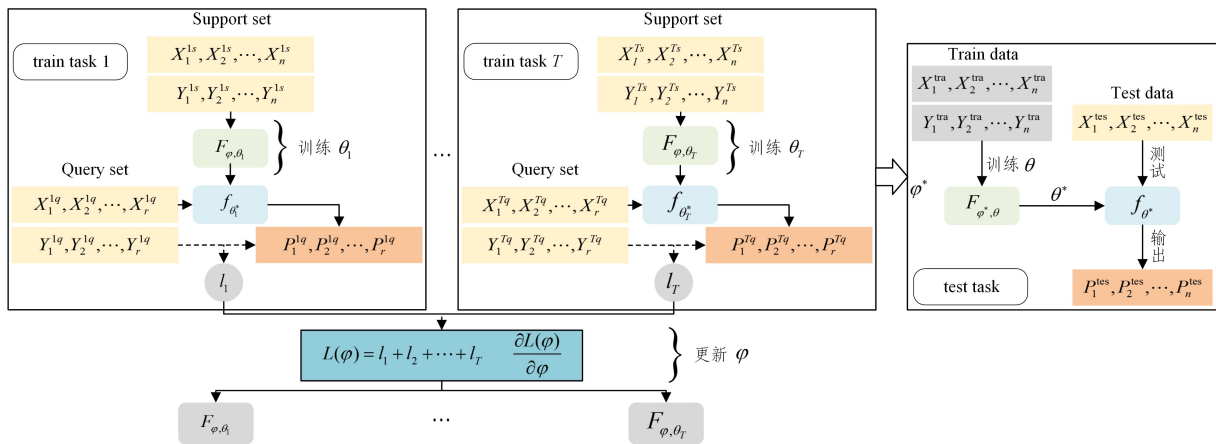 Support set
train task 1
X_1^{1s}, X_2^{1s}, ⋯, X_n^{1s}
Y_1^{1s}, Y_2^{1s}, ⋯, Y_n^{1s}
F_{φ,θ_1}
训练 θ_1
Query set
X_1^{1q}, X_2^{1q}, ⋯, X_r^{1q}
f_{θ_1^*}
Y_1^{1q}, Y_2^{1q}, ⋯, Y_r^{1q}
P_1^{1q}, P_2^{1q}, ⋯, P_r^{1q}
l_1
⋯
Support set
train task T
X_1^{Ts}, X_2^{Ts}, ⋯, X_n^{Ts}
Y_1^{Ts}, Y_2^{Ts}, ⋯, Y_n^{Ts}
F_{φ,θ_T}
训练 θ_T
Query set
X_1^{Tq}, X_2^{Tq}, ⋯, X_r^{Tq}
f_{θ_T^*}
Y_1^{Tq}, Y_2^{Tq}, ⋯, Y_r^{Tq}
P_1^{Tq}, P_2^{Tq}, ⋯, P_r^{Tq}
l_T
φ^*
Train data
X_1^{tra}, X_2^{tra}, ⋯, X_n^{tra}
Y_1^{tra}, Y_2^{tra}, ⋯, Y_n^{tra}
训练 θ
F_{φ^*,θ}
θ^*
Test data
X_1^{tes}, X_2^{tes}, ⋯, X_n^{tes}
测试
f_{θ^*}
输出
P_1^{tes}, P_2^{tes}, ⋯, P_n^{tes}
test task
L(φ) = l_1 + l_2 + ⋯ + l_T ∂L(φ)/∂φ
更新 φ
F_{φ,θ_1}
⋯
F_{φ,θ_T}